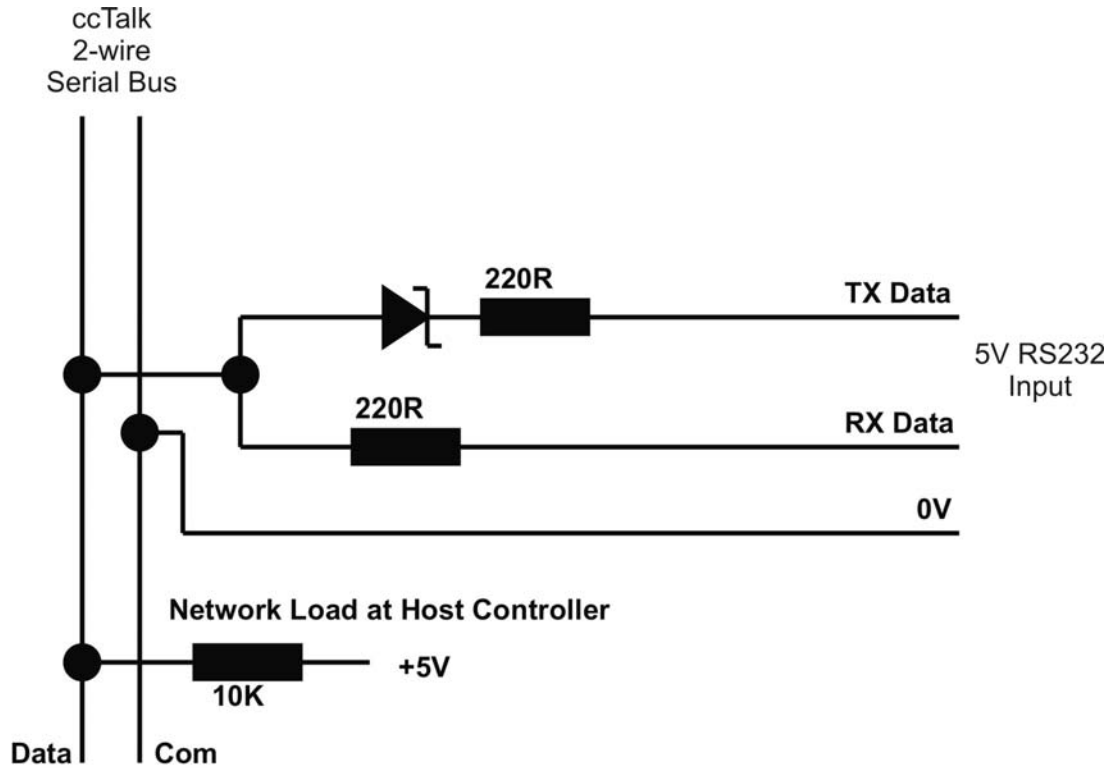 ccTalk
2-wire
Serial Bus
220R
TX Data
5V RS232
Input
220R
RX Data
0V
Network Load at Host Controller
+5V
10K
Data
Com